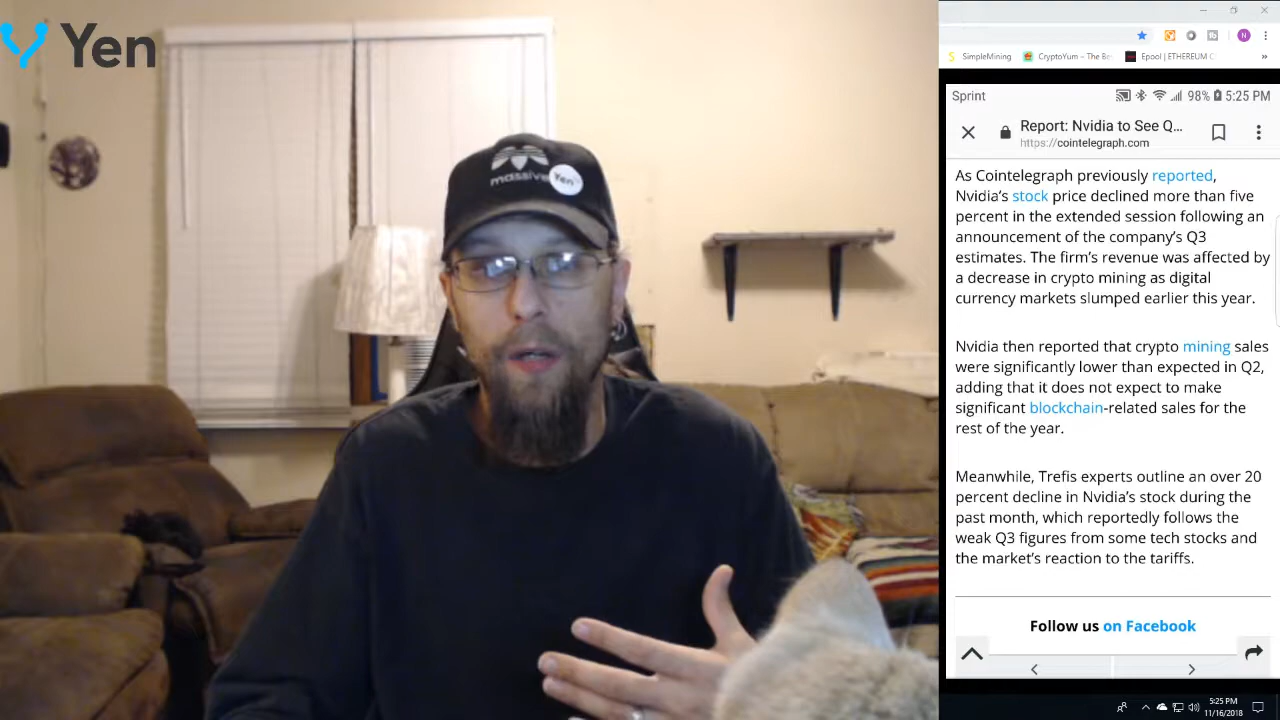 Yen
massive
Yen
SimpleMining
CryptoYum – The Be
Epool | ETHEREUM C
»
N
Sprint
98% 5:25 PM
Report: Nvidia to See Q...
https://cointelegraph.com
As Cointelegraph previously reported,
Nvidia's stock price declined more than five
percent in the extended session following an
announcement of the company's Q3
estimates. The firm's revenue was affected by
a decrease in crypto mining as digital
currency markets slumped earlier this year.
Nvidia then reported that crypto mining sales
were significantly lower than expected in Q2,
adding that it does not expect to make
significant blockchain-related sales for the
rest of the year.
Meanwhile, Trefis experts outline an over 20
percent decline in Nvidia's stock during the
past month, which reportedly follows the
weak Q3 figures from some tech stocks and
the market's reaction to the tariffs.
Follow us on Facebook
5:25 PM
11/16/2018